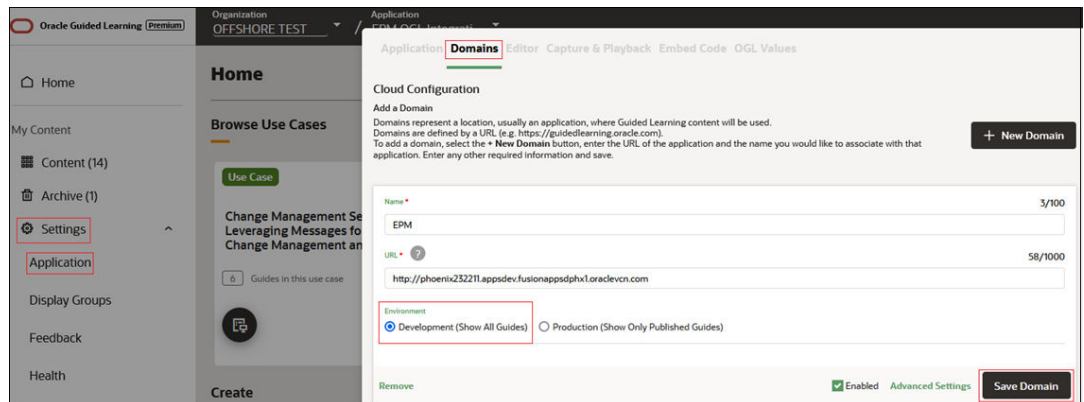 Oracle Guided Learning Premium
Organization
OFFSHORE TEST
/
Application
EPM OGL Integrati
Home
My Content
Content (14)
Archive (1)
Settings
Application
Display Groups
Feedback
Health
Home
Browse Use Cases
Use Case
Change Management Se
Leveraging Messages fo
Change Management an
6 Guides in this use case
Create
Application Domains Editor Capture & Playback Embed Code OGL Values
Cloud Configuration
Add a Domain
Domains represent a location, usually an application, where Guided Learning content will be used.
Domains are defined by a URL (e.g. https://guidedlearning.oracle.com).
To add a domain, select the + New Domain button, enter the URL of the application and the name you would like to associate with that
application. Enter any other required information and save.
+ New Domain
Name * 3/100
EPM
URL * ? 58/1000
http://phoenix232211.appsdev.fusionappsdphx1.oraclevcn.com
Environment
Development (Show All Guides) Production (Show Only Published Guides)
Remove Enabled Advanced Settings Save Domain